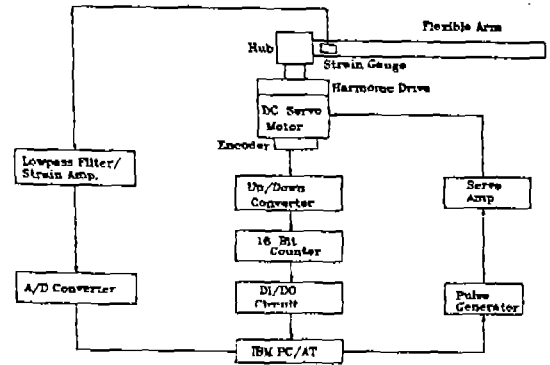 Flexible Arm
Hub
Strain Gauge
Harmonic Drive
DC Servo
Motor
Encoder
Lowpass Filter/
Strain Amp.
Up/Down
Converter
Servo
Amp
16 Bit
Counter
A/D Converter
DI/DO
Circuit
Pulse
Generator
IBM PC/AT